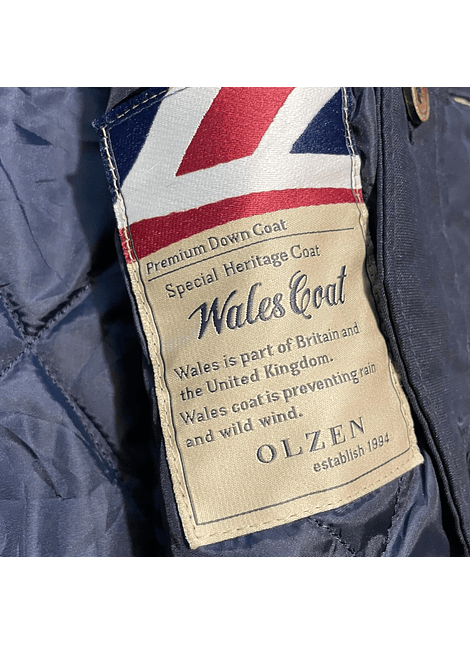 Premium Down Coat
Special Heritage Coat
Wales Coat
Wales is part of Britain and
the United Kingdom.
Wales coat is preventing rain
and wild wind.
OLZEN
establish 1994